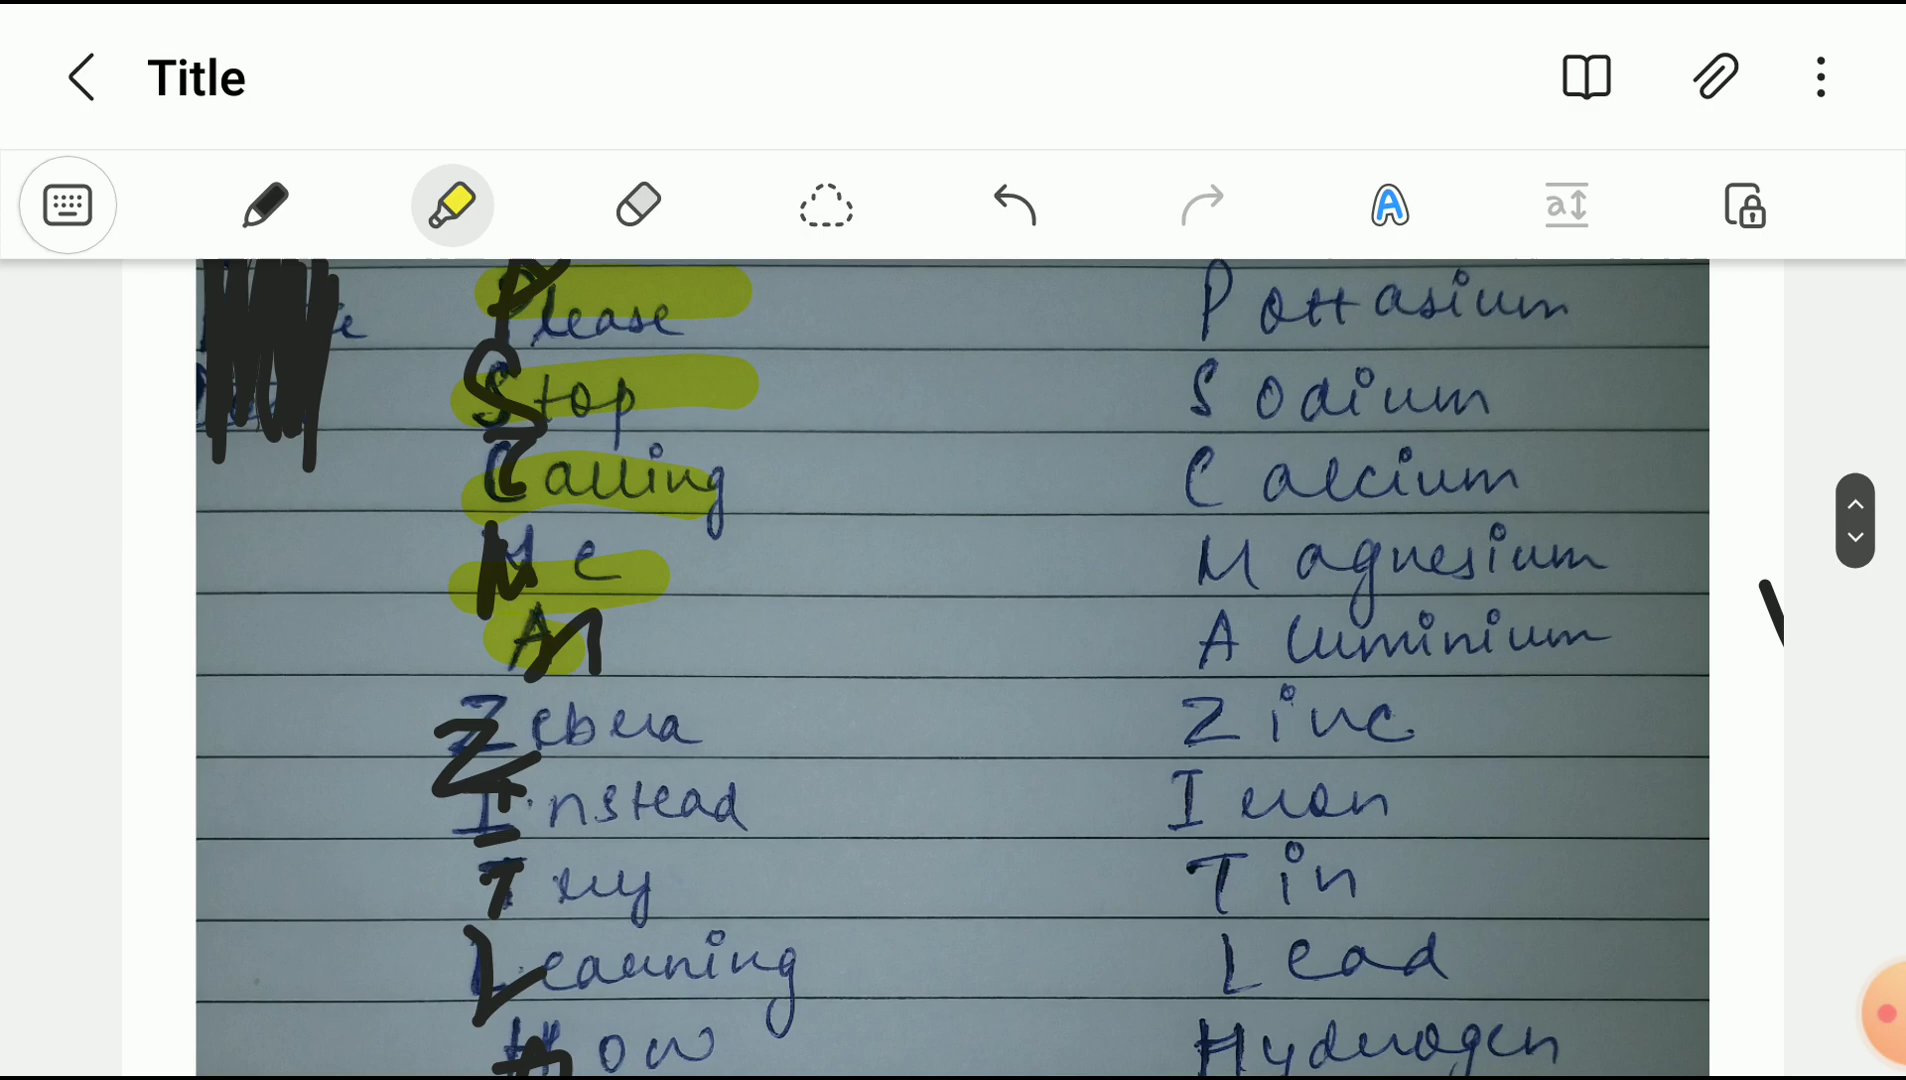 Title
Please Pottasium
Stop Sodium
Calling Calcium
Me Magnesium
A Aluminium
Zebra Zinc
Instead Iron
Try Tin
Learning Lead
How Hydrogen